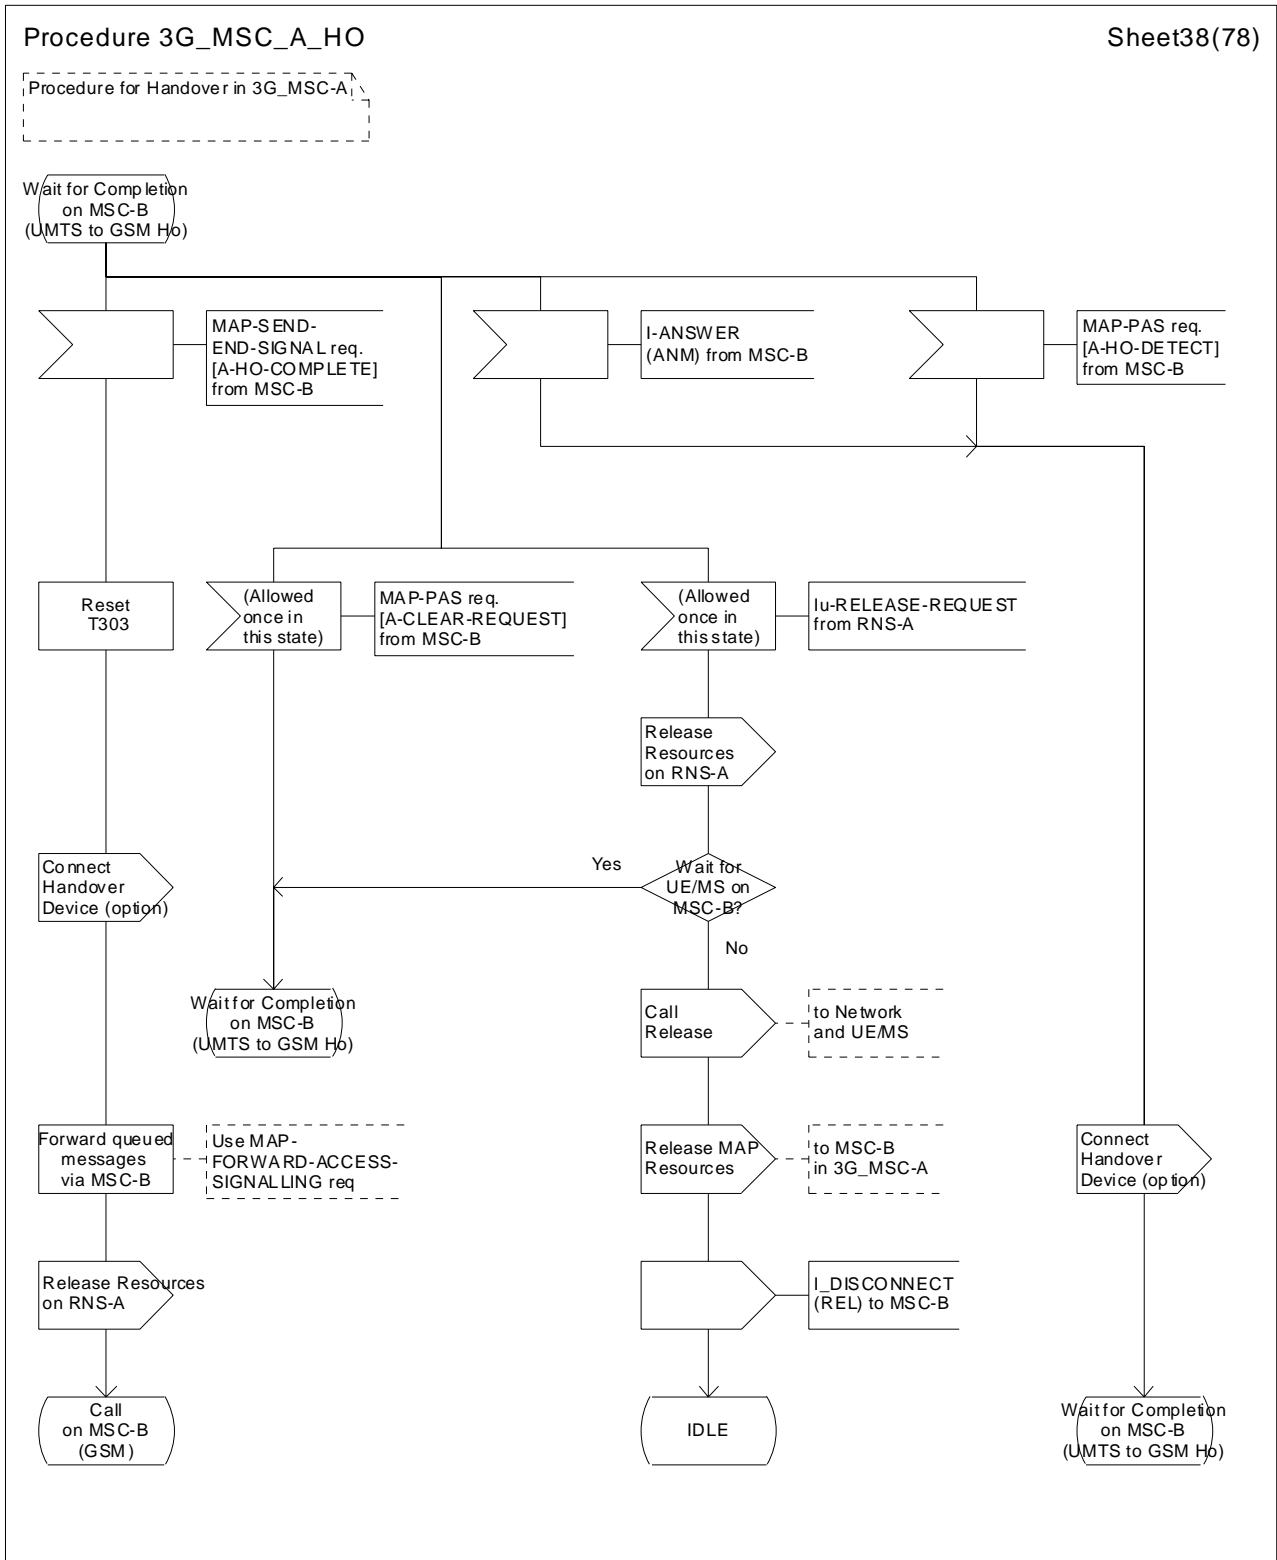 Procedure 3G_MSC_A_HO
Sheet38(78)
Procedure for Handover in 3G_MSC-A
Wait for Completion
on MSC-B
(UMTS to GSM Ho)
MAP-SEND-
END-SIGNAL req.
[A-HO-COMPLETE]
from MSC-B
I-ANSWER
(ANM) from MSC-B
MAP-PAS req.
[A-HO-DETECT]
from MSC-B
Reset
T303
(Allowed
once in
this state)
MAP-PAS req.
[A-CLEAR-REQUEST]
from MSC-B
(Allowed
once in
this state)
Iu-RELEASE-REQUEST
from RNS-A
Release
Resources
on RNS-A
Connect
Handover
Device (option)
Yes
Wait for
UE/MS on
MSC-B?
No
Wait for Completion
on MSC-B
(UMTS to GSM Ho)
Call
Release
to Network
and UE/MS
Forward queued
messages
via MSC-B
Use MAP-
FORWARD-ACCESS-
SIGNALLING req
Release MAP
Resources
to MSC-B
in 3G_MSC-A
Connect
Handover
Device (option)
Release Resources
on RNS-A
I_DISCONNECT
(REL) to MSC-B
Call
on MSC-B
(GSM)
IDLE
Wait for Completion
on MSC-B
(UMTS to GSM Ho)